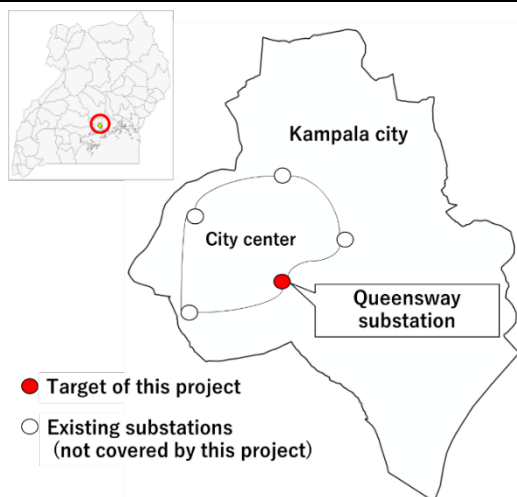 Kampala city
City center
Queensway
substation
Target of this project
Existing substations
(not covered by this project)